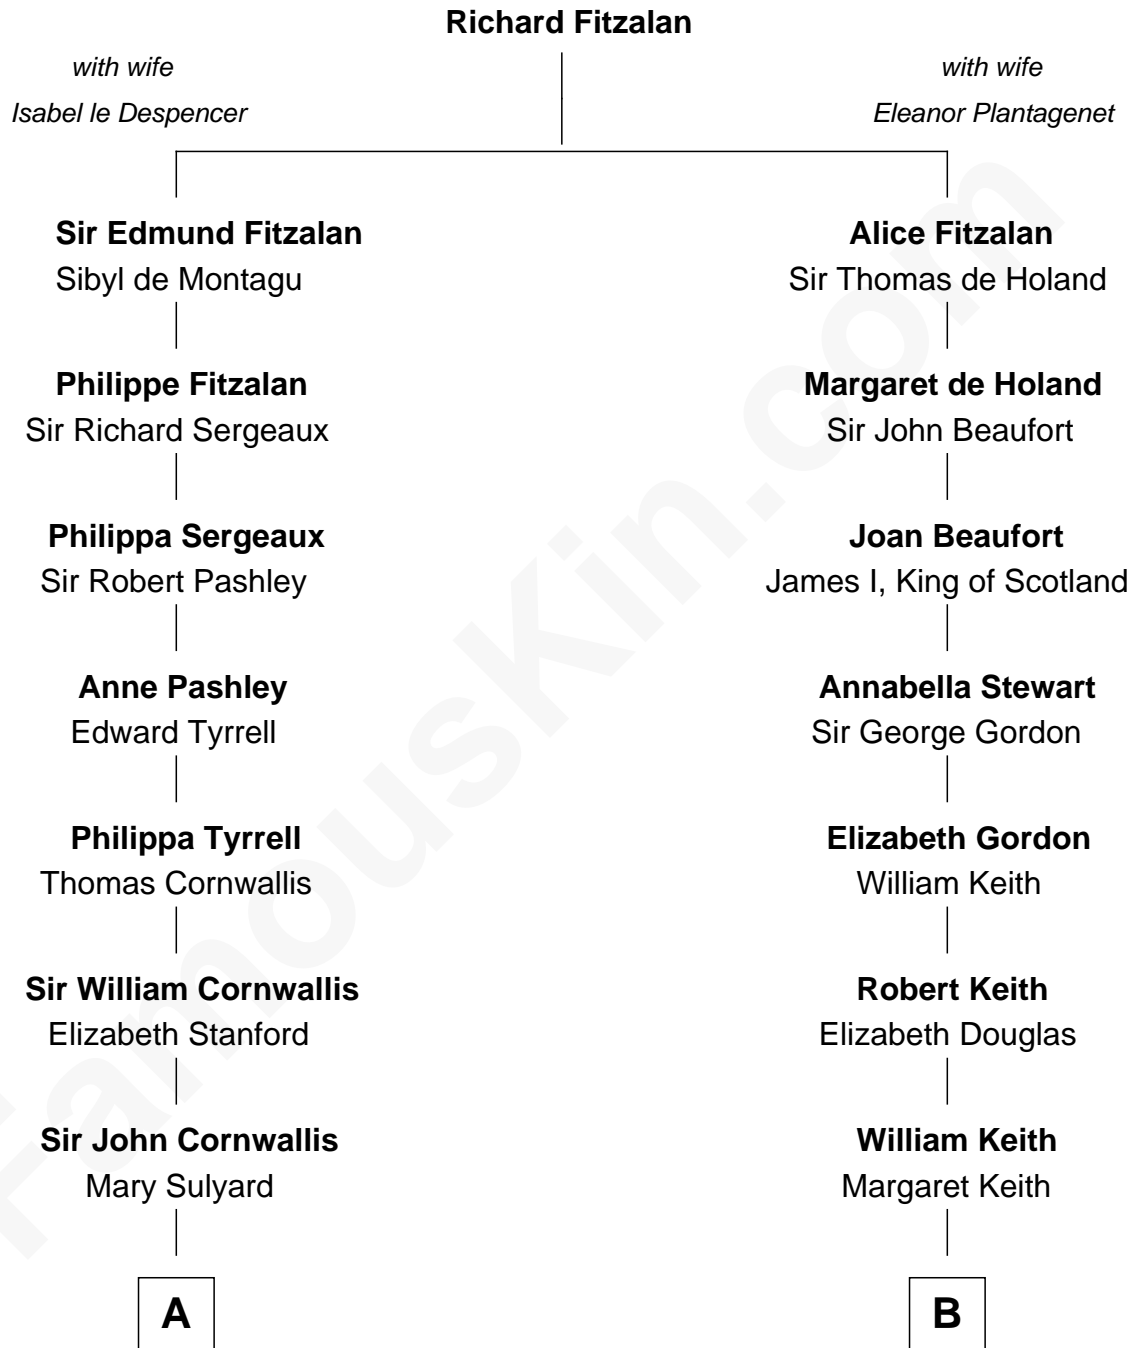 Richard Fitzalan
with wife
Isabel le Despencer
with wife
Eleanor Plantagenet
Sir Edmund Fitzalan
Sibyl de Montagu
Alice Fitzalan
Sir Thomas de Holand
Philippe Fitzalan
Sir Richard Sergeaux
Margaret de Holand
Sir John Beaufort
Philippa Sergeaux
Sir Robert Pashley
Joan Beaufort
James I, King of Scotland
Anne Pashley
Edward Tyrrell
Annabella Stewart
Sir George Gordon
Philippa Tyrrell
Thomas Cornwallis
Elizabeth Gordon
William Keith
Sir William Cornwallis
Elizabeth Stanford
Robert Keith
Elizabeth Douglas
Sir John Cornwallis
Mary Sulyard
William Keith
Margaret Keith
A
B
FamousKin.com